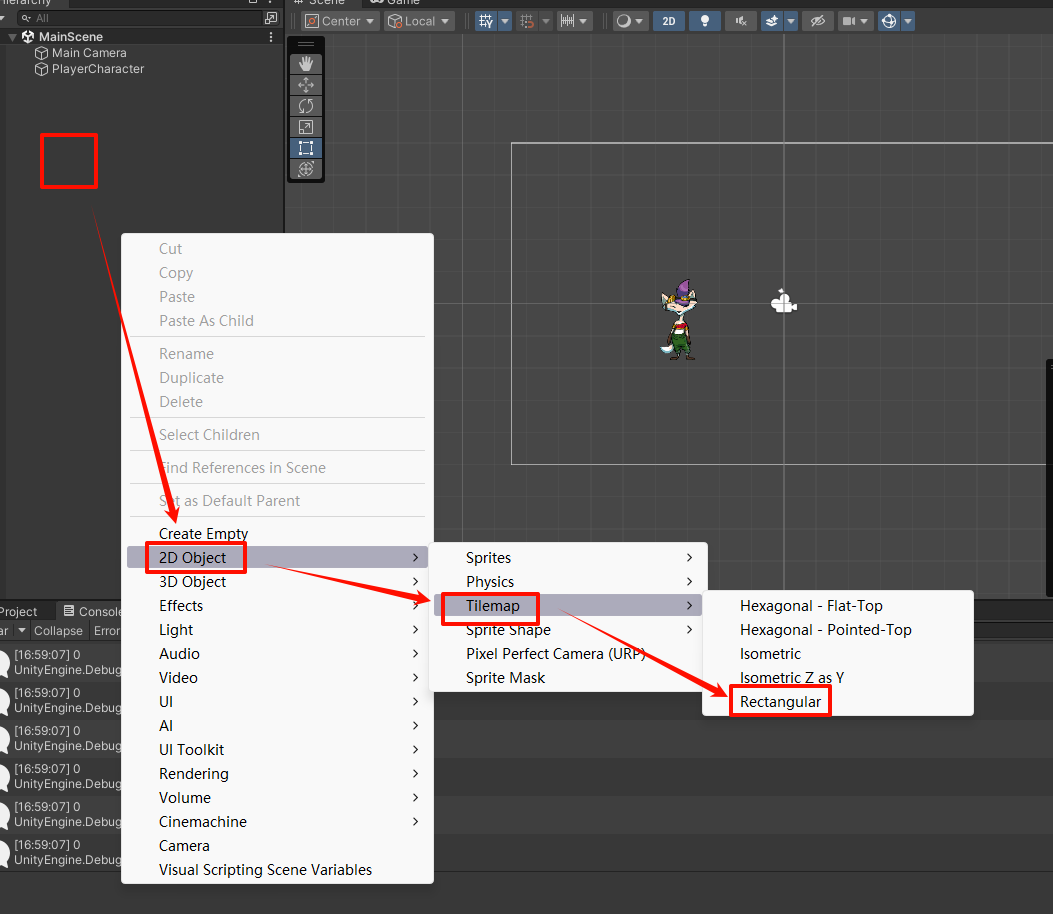 Scene
Game
All
Center
Local
2D
MainScene
Main Camera
PlayerCharacter
Cut
Copy
Paste
Paste As Child
Rename
Duplicate
Delete
Select Children
Find References in Scene
Set as Default Parent
Create Empty
2D Object
3D Object
Effects
Light
Audio
Video
UI
AI
UI Toolkit
Rendering
Volume
Cinemachine
Camera
Visual Scripting Scene Variables
Sprites
Physics
Tilemap
Sprite Shape
Pixel Perfect Camera (URP)
Sprite Mask
Hexagonal - Flat-Top
Hexagonal - Pointed-Top
Isometric
Isometric Z as Y
Rectangular
Project
Console
Collapse
Error
[16:59:07] 0
UnityEngine.Debug
[16:59:07] 0
UnityEngine.Debug
[16:59:07] 0
UnityEngine.Debug
[16:59:07] 0
UnityEngine.Debug
[16:59:07] 0
UnityEngine.Debug
[16:59:07] 0
UnityEngine.Debug